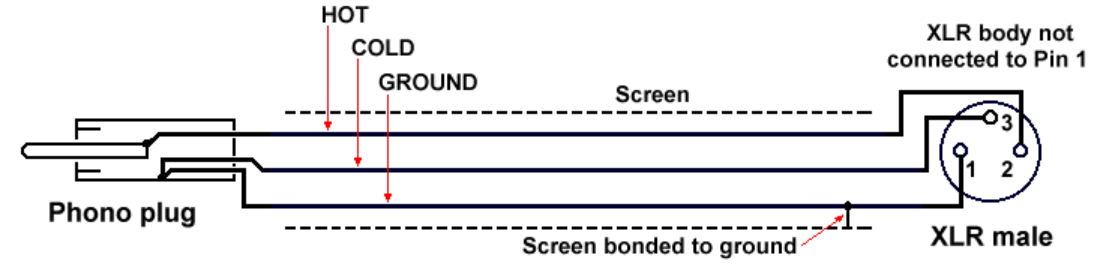 HOT
COLD
GROUND
Screen
XLR body not
connected to Pin 1
3
1
2
Phono plug
Screen bonded to ground
XLR male